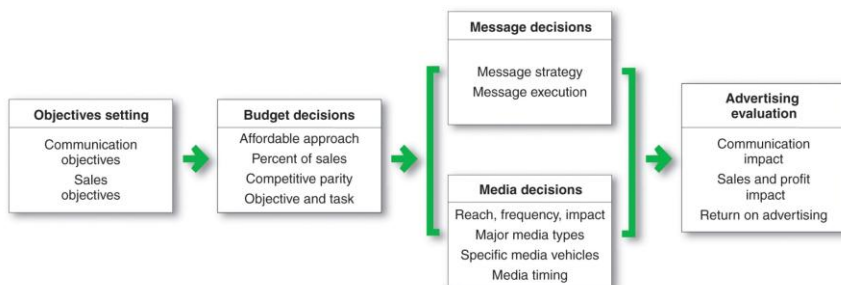 Objectives setting
Communication
objectives
Sales
objectives
Budget decisions
Affordable approach
Percent of sales
Competitive parity
Objective and task
Message decisions
Message strategy
Message execution
Media decisions
Reach, frequency, impact
Major media types
Specific media vehicles
Media timing
Advertising
evaluation
Communication
impact
Sales and profit
impact
Return on advertising